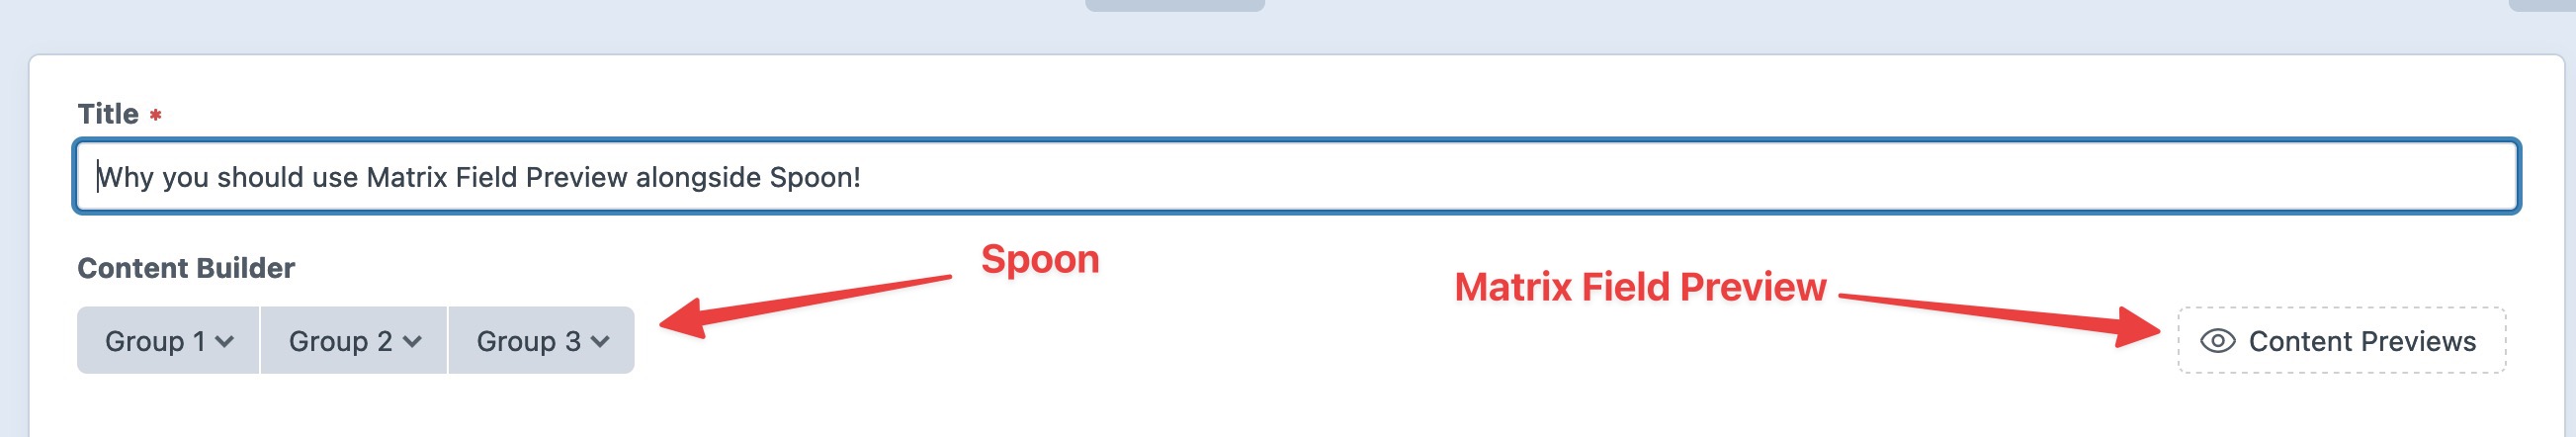 Title *
Why you should use Matrix Field Preview alongside Spoon!
Spoon
Content Builder
Matrix Field Preview
Group 1 Group 2 Group 3 Content Previews